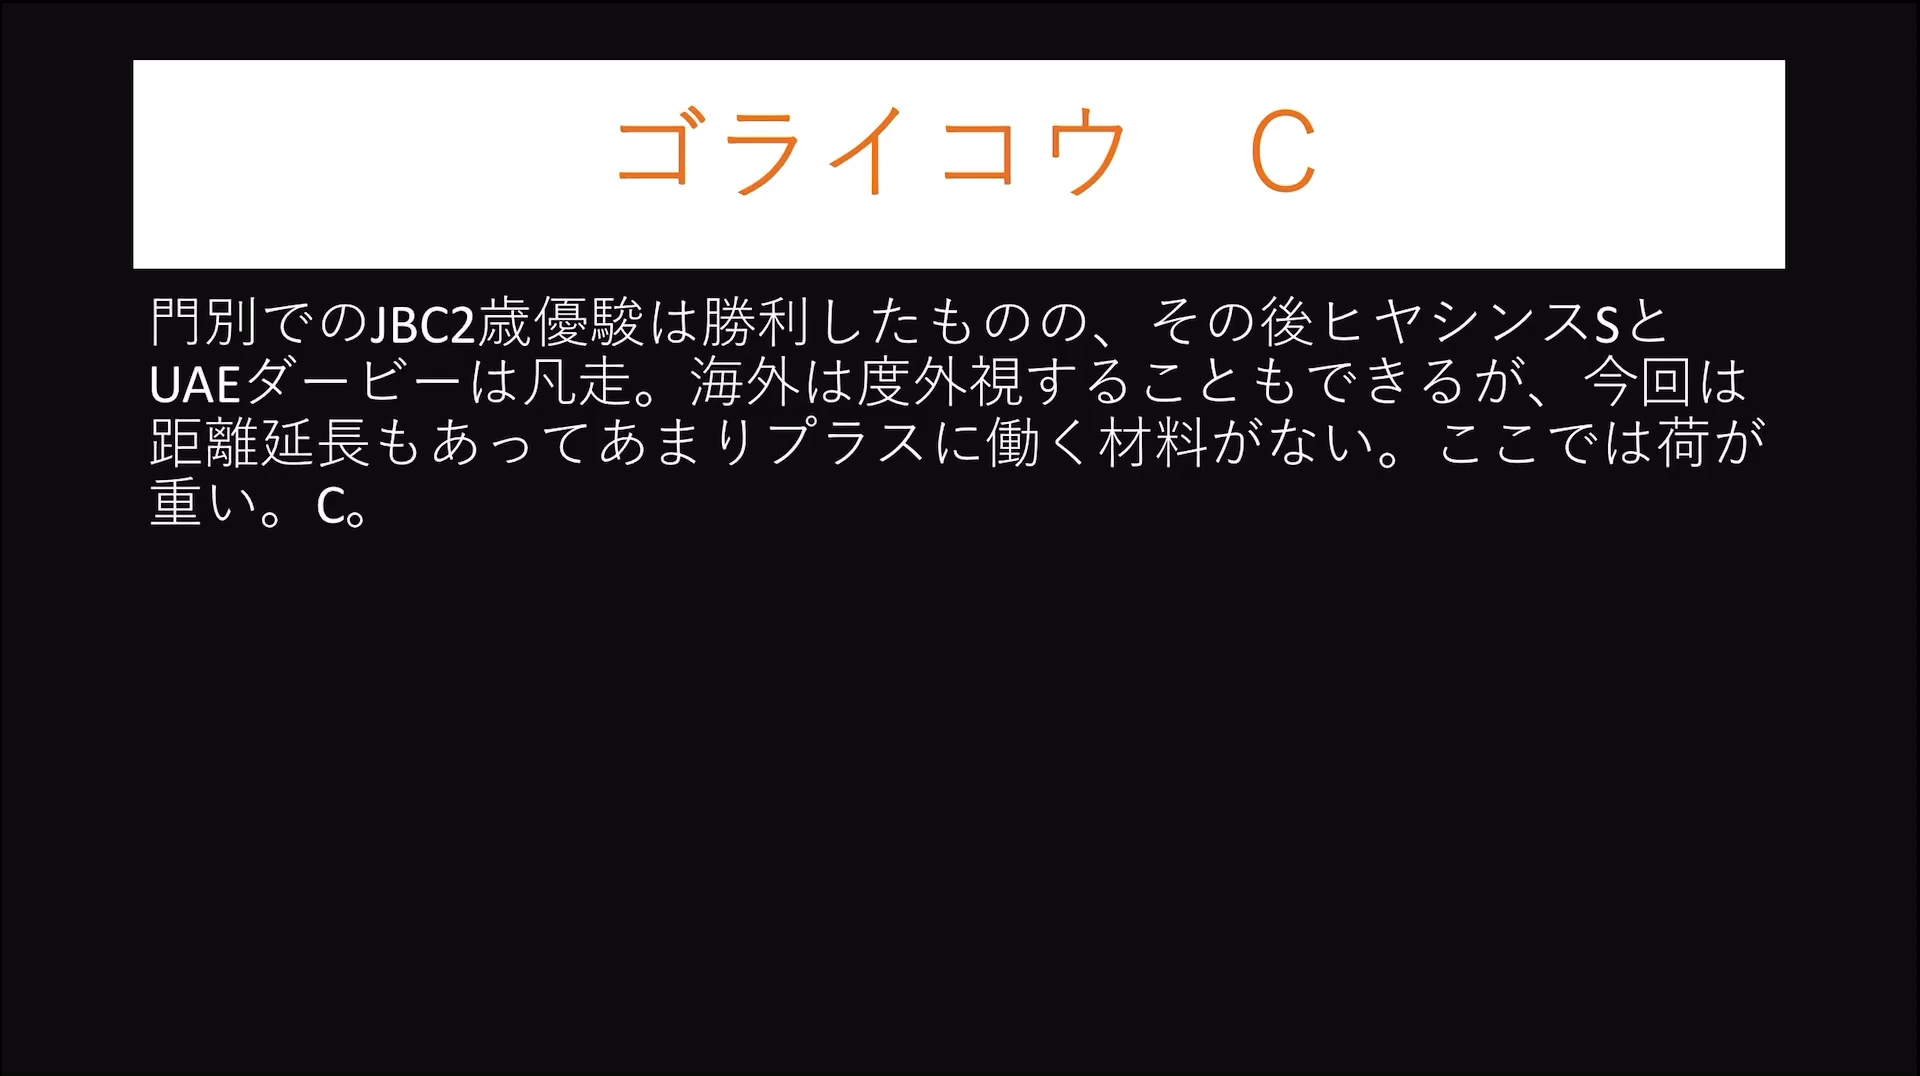 ゴライコウ　C
門別でのJBC2歳優駿は勝利したものの、その後ヒヤシンスSと
UAEダービーは凡走。海外は度外視することもできるが、今回は
距離延長もあってあまりプラスに働く材料がない。ここでは荷が
重い。C。